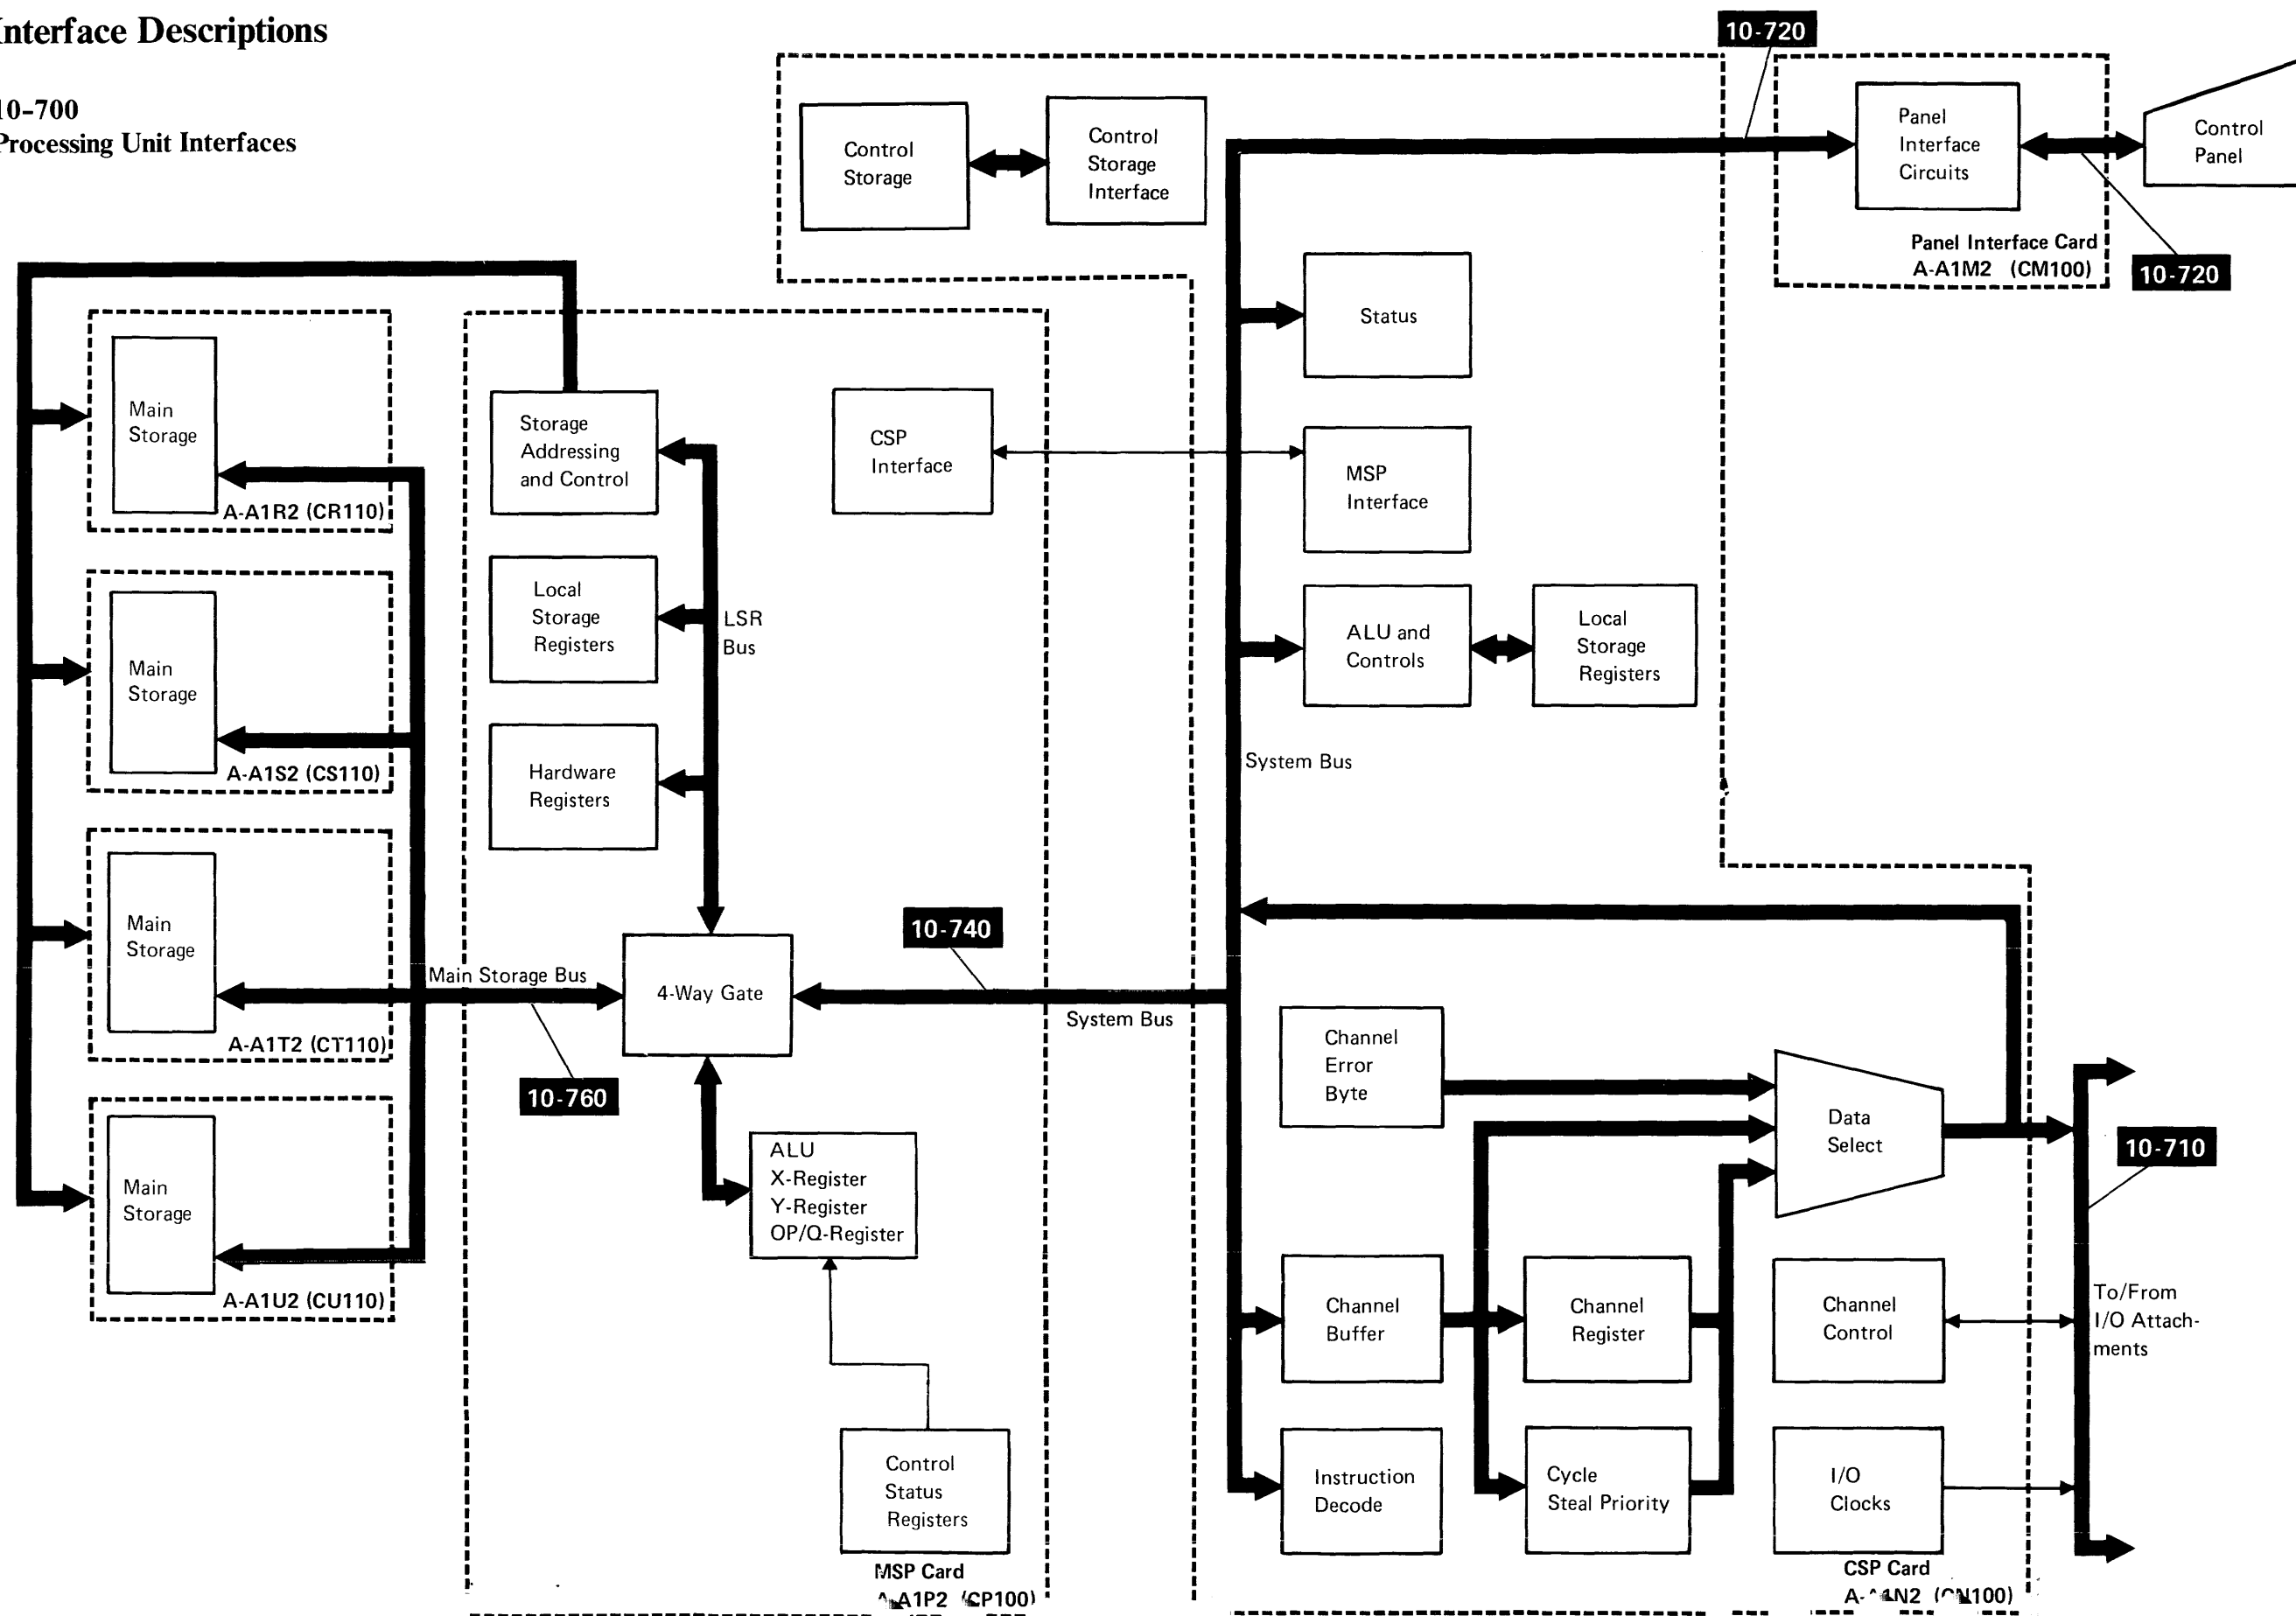 Interface Descriptions
10-700
Processing Unit Interfaces
10-720
Control
Storage
Control
Storage
Interface
Panel
Interface
Circuits
Control
Panel
Panel Interface Card
A-A1M2 (CM100)
10-720
Status
Main
Storage
A-A1R2 (CR110)
Storage
Addressing
and Control
CSP
Interface
MSP
Interface
Main
Storage
A-A1S2 (CS110)
Local
Storage
Registers
LSR
Bus
ALU and
Controls
Local
Storage
Registers
Hardware
Registers
System Bus
Main
Storage
A-A1T2 (CT110)
Main Storage Bus
4-Way Gate
10-740
System Bus
10-760
Channel
Error
Byte
Data
Select
10-710
Main
Storage
A-A1U2 (CU110)
ALU
X-Register
Y-Register
OP/Q-Register
Channel
Buffer
Channel
Register
Channel
Control
To/From
I/O Attach-
ments
Control
Status
Registers
Instruction
Decode
Cycle
Steal Priority
I/O
Clocks
MSP Card
A-A1P2 (CP100)
CSP Card
A-A1N2 (CN100)